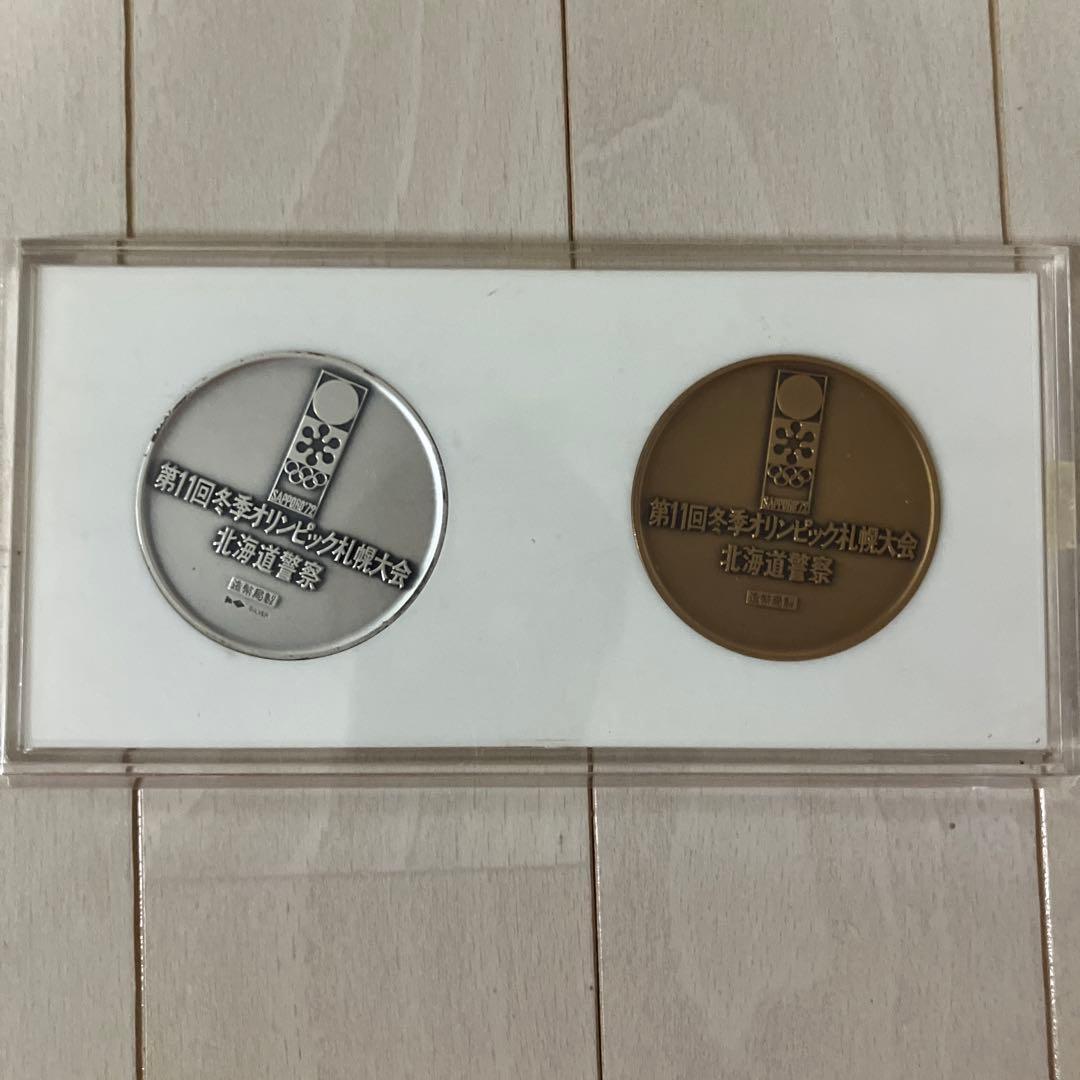 SAPPORO'72
第11回冬季オリンピック札幌大会
北海道警察
造幣局製
SILVER
SAPPORO'72
第11回冬季オリンピック札幌大会
北海道警察
造幣局製